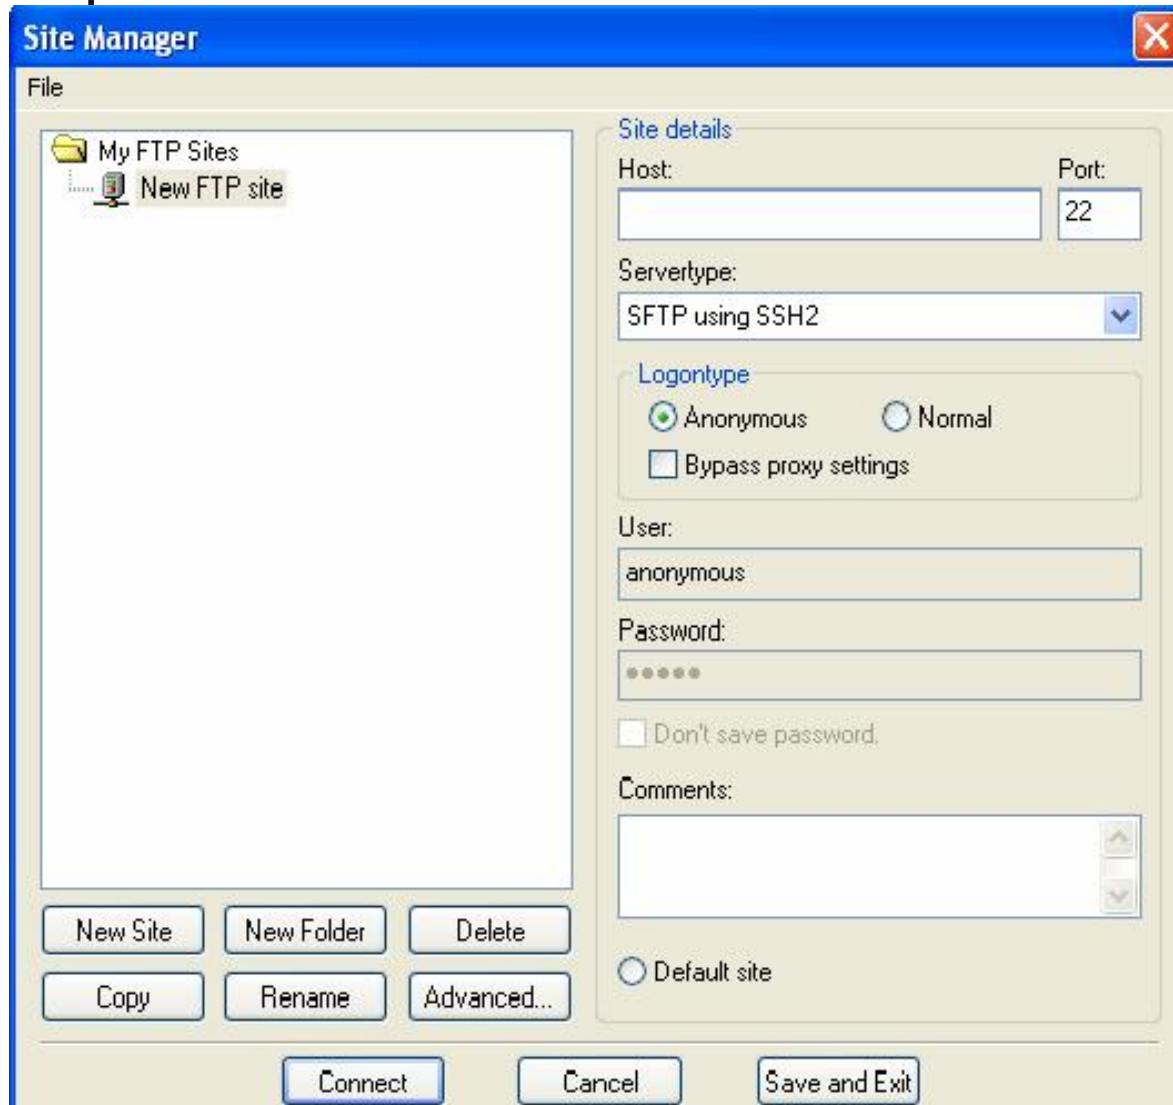 Site Manager
File
My FTP Sites
New FTP site
New Site New Folder Delete
Copy Rename Advanced...
Site details
Host: Port:
22
Servertype:
SFTP using SSH2
Logontype
Anonymous Normal
Bypass proxy settings
User:
anonymous
Password:
•••••
Don't save password.
Comments:
Default site
Connect Cancel Save and Exit